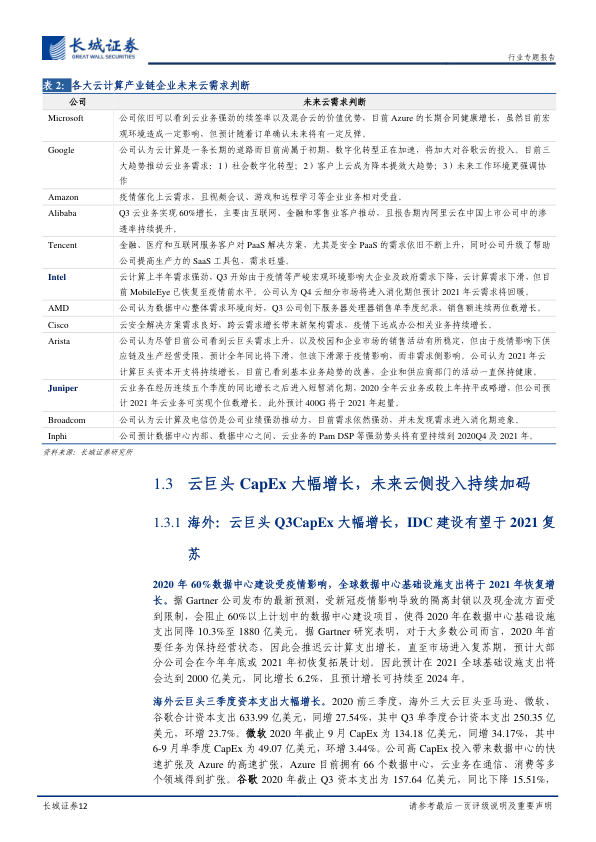 长城证券
GREAT WALL SECURITIES
行业专题报告
表 2: 各大云计算产业链企业未来云需求判断
公司 未来云需求判断
Microsoft 公司依旧可以看到云业务强劲的续签率以及混合云的价值优势，目前 Azure 的长期合同健康增长，虽然目前宏
观环境造成一定影响，但预计随着订单确认未来将有一定反弹。
Google 公司认为云计算是一条长期的道路而目前尚属于初期，数字化转型正在加速，将加大对谷歌云的投入。目前三
大趋势推动云业务需求：1）社会数字化转型；2）客户上云成为降本提效大趋势；3）未来工作环境更强调协
作
Amazon 疫情催化上云需求，且视频会议、游戏和远程学习等企业业务相对受益。
Alibaba Q3 云业务实现 60%增长，主要由互联网、金融和零售业客户推动，且报告期内阿里云在中国上市公司中的渗
透率持续提升。
Tencent 金融、医疗和互联网服务客户对 PaaS 解决方案，尤其是安全 PaaS 的需求依旧不断上升，同时公司升级了帮助
公司提高生产力的 SaaS 工具包，需求旺盛。
Intel 云计算上半年需求强劲，Q3 开始由于疫情等严峻宏观环境影响大企业及政府需求下降，云计算需求下滑，但目
前 MobileEye 已恢复至疫情前水平。公司认为 Q4 云细分市场将进入消化期但预计 2021 年云需求将回暖。
AMD 公司认为数据中心整体需求环境向好，Q3 公司创下服务器处理器销售单季度纪录，销售额连续两位数增长。
Cisco 云安全解决方案需求良好，跨云需求增长带来新架构需求，疫情下远成办公相关业务持续增长。
Arista 公司认为尽管目前公司看到云巨头需求上升，以及校园和企业市场的销售活动有所稳定，但由于疫情影响下供
应链及生产经营受限，预计全年同比将下滑，但该下滑源于疫情影响，而非需求侧影响。公司认为 2021 年云
计算巨头资本开支将持续增长，目前已看到基本业务趋势的改善、企业和供应商部门的活动一直保持健康。
Juniper 云业务在经历连续五个季度的同比增长之后进入短暂消化期，2020 全年云业务或较上年持平或略增，但公司预
计 2021 年云业务可实现个位数增长。此外预计 400G将于 2021 年起量。
Broadcom 公司认为云计算及电信仍是公司业绩强劲推动力，目前需求依然强劲，并未发现需求进入消化期迹象。
Inphi 公司预计数据中心内部、数据中心之间、云业务的 Pam DSP 等强劲势头将有望持续到 2020Q4 及 2021 年。
资料来源：长城证券研究所
1.3 云巨头 CapEx 大幅增长，未来云侧投入持续加码
1.3.1 海外：云巨头 Q3CapEx 大幅增长，IDC 建设有望于 2021 复
苏
2020 年 60%数据中心建设受疫情影响，全球数据中心基础设施支出将于 2021 年恢复增
长。据 Gartner 公司发布的最新预测，受新冠疫情影响导致的隔离封锁以及现金流方面受
到限制，会阻止 60%以上计划中的数据中心建设项目，使得 2020 年在数据中心基础设施
支出同降 10.3%至 1880 亿美元。据 Gartner 研究表明，对于大多数公司而言，2020 年首
要任务为保持经营状态，因此会推迟云计算支出增长，直至市场进入复苏期，预计大部
分公司会在今年年底或 2021 年初恢复拓展计划。因此预计在 2021 全球基础设施支出将
会达到 2000 亿美元，同比增长 6.2%，且预计增长可持续至 2024 年。
海外云巨头三季度资本支出大幅增长。2020 前三季度，海外三大云巨头亚马逊、微软、
谷歌合计资本支出 633.99 亿美元，同增 27.54%，其中 Q3 单季度合计资本支出 250.35 亿
美元，环增 23.7%。微软 2020 年截止 9 月 CapEx 为 134.18 亿美元，同增 34.17%，其中
6-9 月单季度 CapEx 为 49.07 亿美元，环增 3.44%。公司高 CapEx 投入带来数据中心的快
速扩张及 Azure 的高速扩张，Azure 目前拥有 66 个数据中心，云业务在通信、消费等多
个领域得到扩张。谷歌 2020 年截止 Q3 资本支出为 157.64 亿美元，同比下降 15.51%，
长城证券12 请参考最后一页评级说明及重要声明